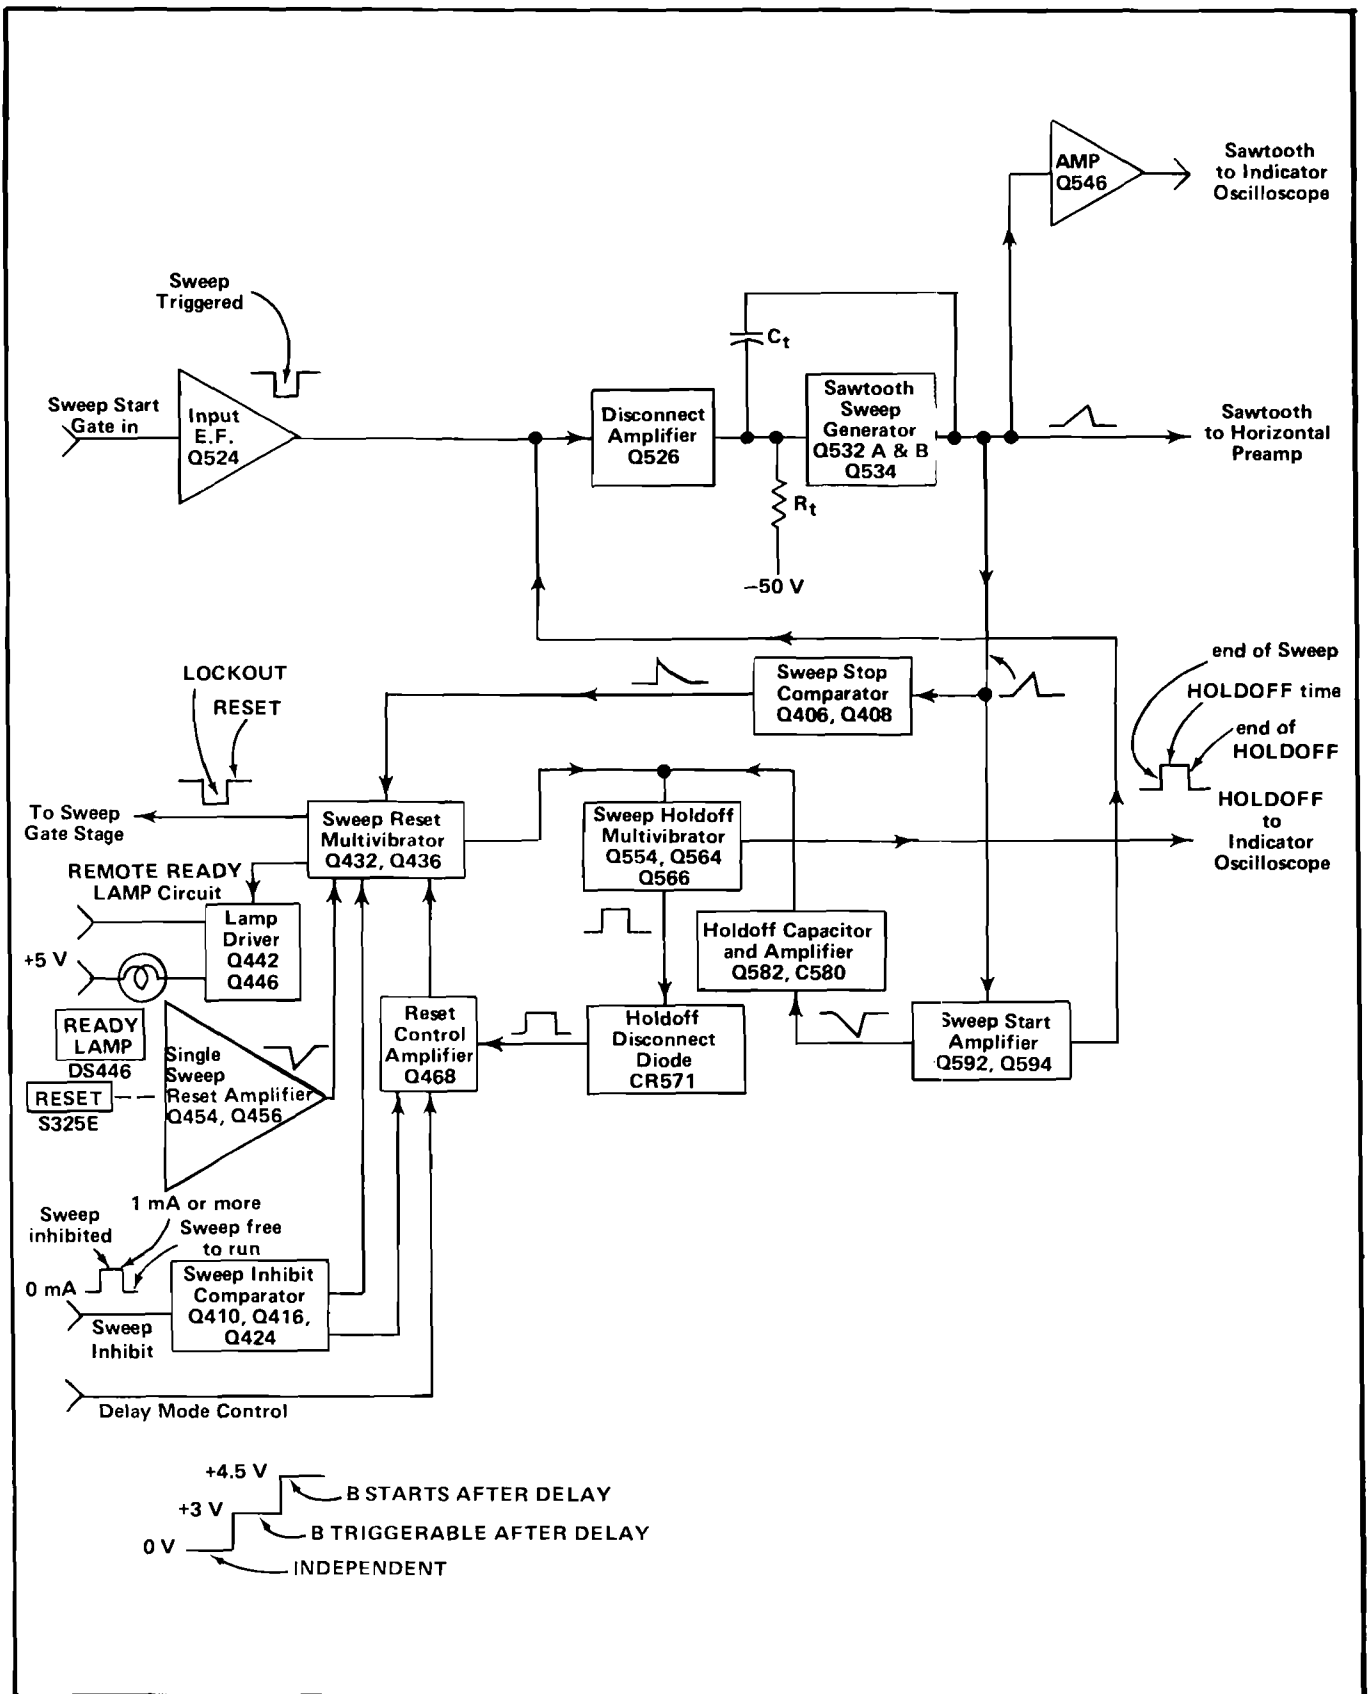 AMP
Q546
Sawtooth
to Indicator
Oscilloscope
Sweep
Triggered
Sweep Start
Gate in
Input
E.F.
Q524
Disconnect
Amplifier
Q526
Ct
Rt
−50 V
Sawtooth
Sweep
Generator
Q532 A & B
Q534
Sawtooth
to Horizontal
Preamp
LOCKOUT
RESET
Sweep Stop
Comparator
Q406, Q408
end of Sweep
HOLDOFF time
end of
HOLDOFF
To Sweep
Gate Stage
Sweep Reset
Multivibrator
Q432, Q436
Sweep Holdoff
Multivibrator
Q554, Q564
Q566
HOLDOFF
to
Indicator
Oscilloscope
REMOTE READY
LAMP Circuit
+5 V
Lamp
Driver
Q442
Q446
Holdoff Capacitor
and Amplifier
Q582, C580
READY
LAMP
DS446
RESET
S325E
Single
Sweep
Reset Amplifier
Q454, Q456
Reset
Control
Amplifier
Q468
Holdoff
Disconnect
Diode
CR571
Sweep Start
Amplifier
Q592, Q594
Sweep
inhibited
1 mA or more
Sweep free
to run
0 mA
Sweep
Inhibit
Sweep Inhibit
Comparator
Q410, Q416,
Q424
Delay Mode Control
+4.5 V
B STARTS AFTER DELAY
+3 V
B TRIGGERABLE AFTER DELAY
0 V
INDEPENDENT